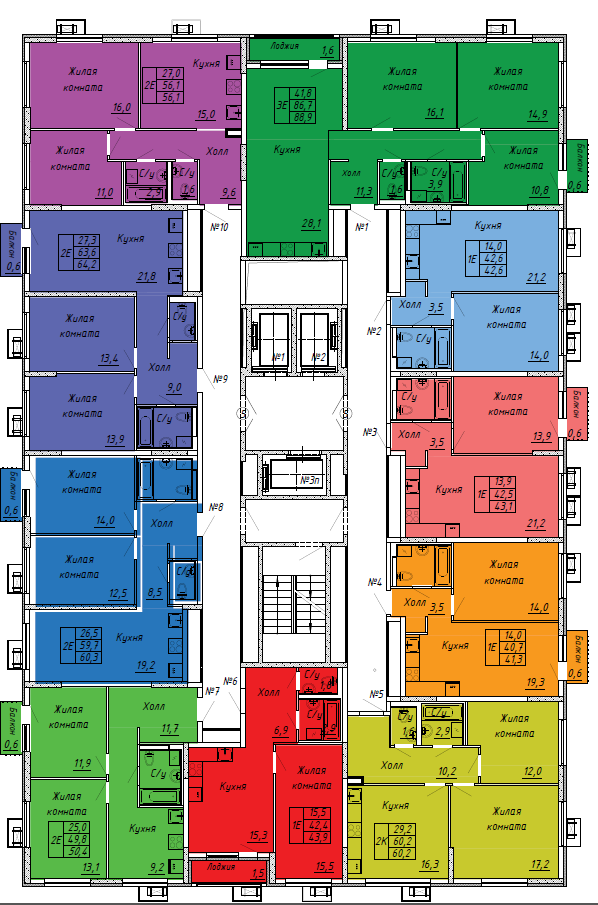 Лоджия
1,6
Жилая
комната
16,0
27,0
2Е 56,1
56,1
Кухня
15,0
41,8
3Е 86,7
88,9
Кухня
28,1
Жилая
комната
16,1
Жилая
комната
14,9
Жилая
комната
11,0
С/у
2,9
С/у
1,6
Холл
9,6
Холл
11,3
С/у
1,6
С/у
3,9
Жилая
комната
10,8
Балкон
0,6
№10
№1
Балкон
0,6
27,3
2Е 63,6
64,2
Кухня
21,8
Кухня
14,0
1Е 42,6
42,6
21,2
Жилая
комната
13,4
С/у
Холл
9,0
№1
№2
№2
Холл
3,5
С/у
Жилая
комната
14,0
№9
Жилая
комната
13,9
С/у
№3
С/у
Холл
3,5
Жилая
комната
13,9
Балкон
0,6
Балкон
0,6
Жилая
комната
14,0
№8
Холл
№3п
Кухня
13,9
1Е 42,5
43,1
21,2
Жилая
комната
12,5
8,5
С/у
№4
С/у
Холл
3,5
Жилая
комната
14,0
26,5
2Е 59,7
60,3
Кухня
19,2
Кухня
14,0
1Е 40,7
41,3
19,3
Балкон
0,6
№6
№7
№5
Балкон
0,6
Жилая
комната
11,9
Холл
11,7
Холл
6,9
С/у
1,8
С/у
С/у
1,6
С/у
2,9
Холл
10,2
Жилая
комната
12,0
С/у
Жилая
комната
25,0
2Е 49,8
50,4
13,1
Кухня
9,2
Кухня
15,3
Жилая
комната
15,5
1Е 42,4
43,9
15,5
Кухня
29,2
2К 60,2
60,2
16,3
Жилая
комната
17,2
Лоджия
1,5